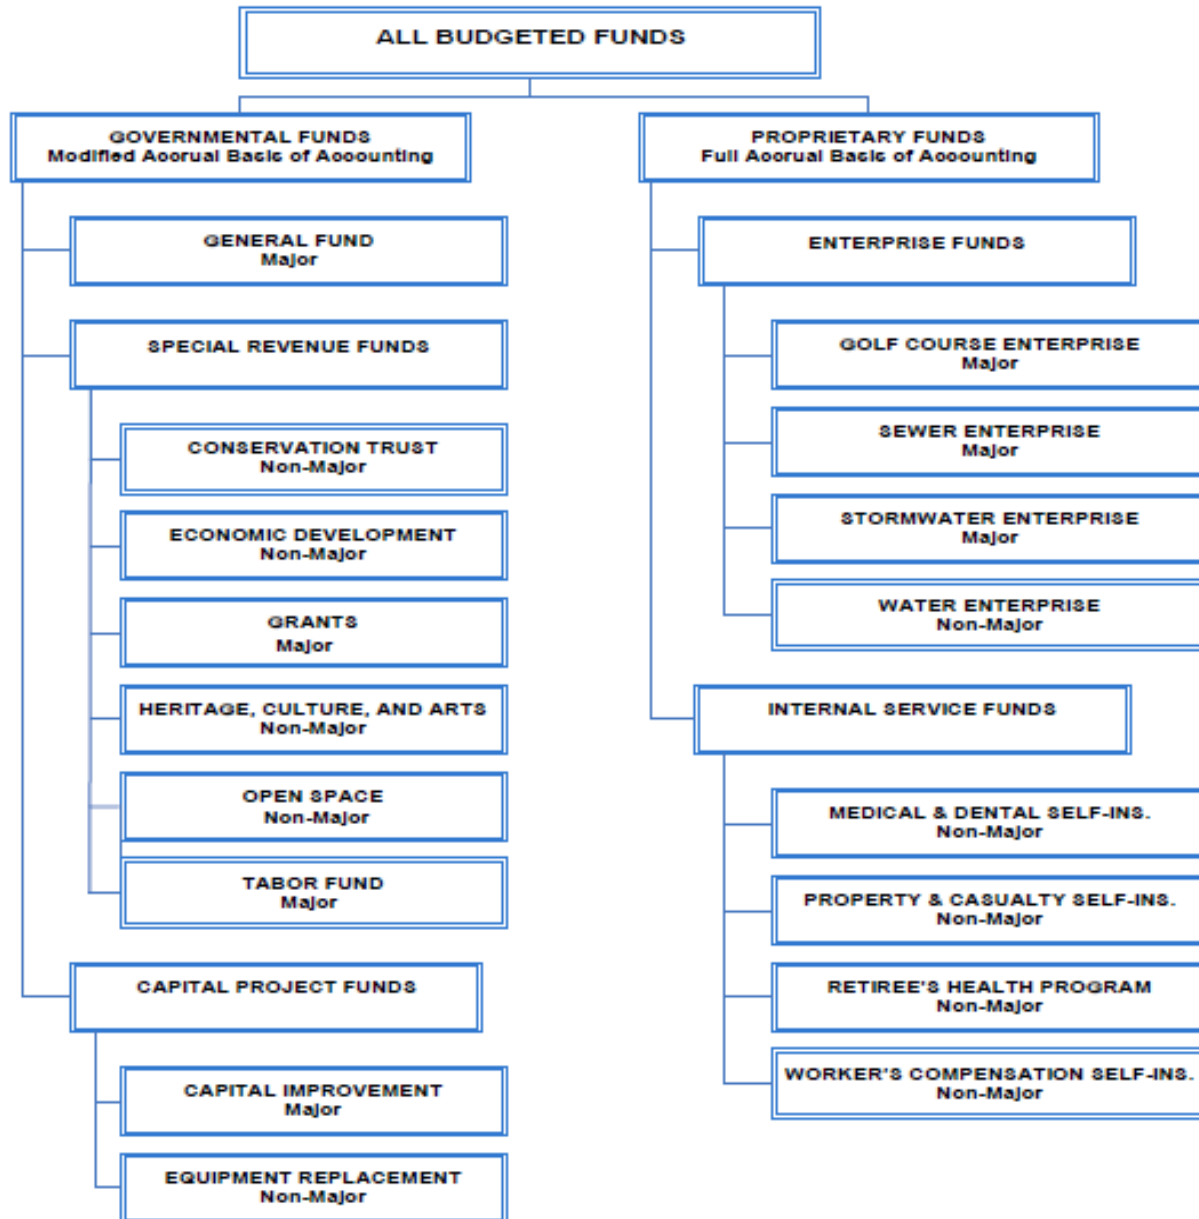 ALL BUDGETED FUNDS
GOVERNMENTAL FUNDS
Modified Accrual Basis of Accounting
GENERAL FUND
Major
SPECIAL REVENUE FUNDS
CONSERVATION TRUST
Non-Major
ECONOMIC DEVELOPMENT
Non-Major
GRANTS
Major
HERITAGE, CULTURE, AND ARTS
Non-Major
OPEN SPACE
Non-Major
TABOR FUND
Major
CAPITAL PROJECT FUNDS
CAPITAL IMPROVEMENT
Major
EQUIPMENT REPLACEMENT
Non-Major
PROPRIETARY FUNDS
Full Accrual Basis of Accounting
ENTERPRISE FUNDS
GOLF COURSE ENTERPRISE
Major
SEWER ENTERPRISE
Major
STORMWATER ENTERPRISE
Major
WATER ENTERPRISE
Non-Major
INTERNAL SERVICE FUNDS
MEDICAL & DENTAL SELF-INS.
Non-Major
PROPERTY & CASUALTY SELF-INS.
Non-Major
RETIREE'S HEALTH PROGRAM
Non-Major
WORKER'S COMPENSATION SELF-INS.
Non-Major